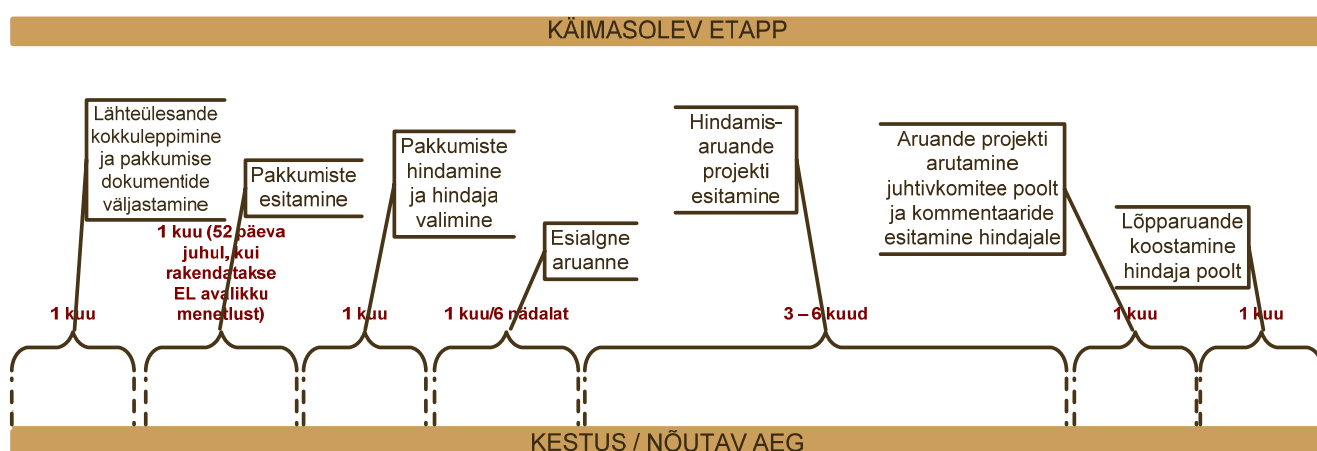 KÄIMASOLEV ETAPP
Lähteülesande
kokkuleppimine
ja pakkumise
dokumentide
väljastamine
1 kuu
Pakkumiste
esitamine
1 kuu (52 päeva
juhul, kui
rakendatakse
EL avalikku
menetlust)
Pakkumiste
hindamine
ja hindaja
valimine
1 kuu
Esialgne
aruanne
1 kuu/6 nädalat
Hindamis–
aruande
projekti
esitamine
3 – 6 kuud
Aruande projekti
arutamine
juhtivkomitee poolt
ja kommentaaride
esitamine hindajale
1 kuu
Lõpparuande
koostamine
hindaja poolt
1 kuu
KESTUS / NÕUTAV AEG